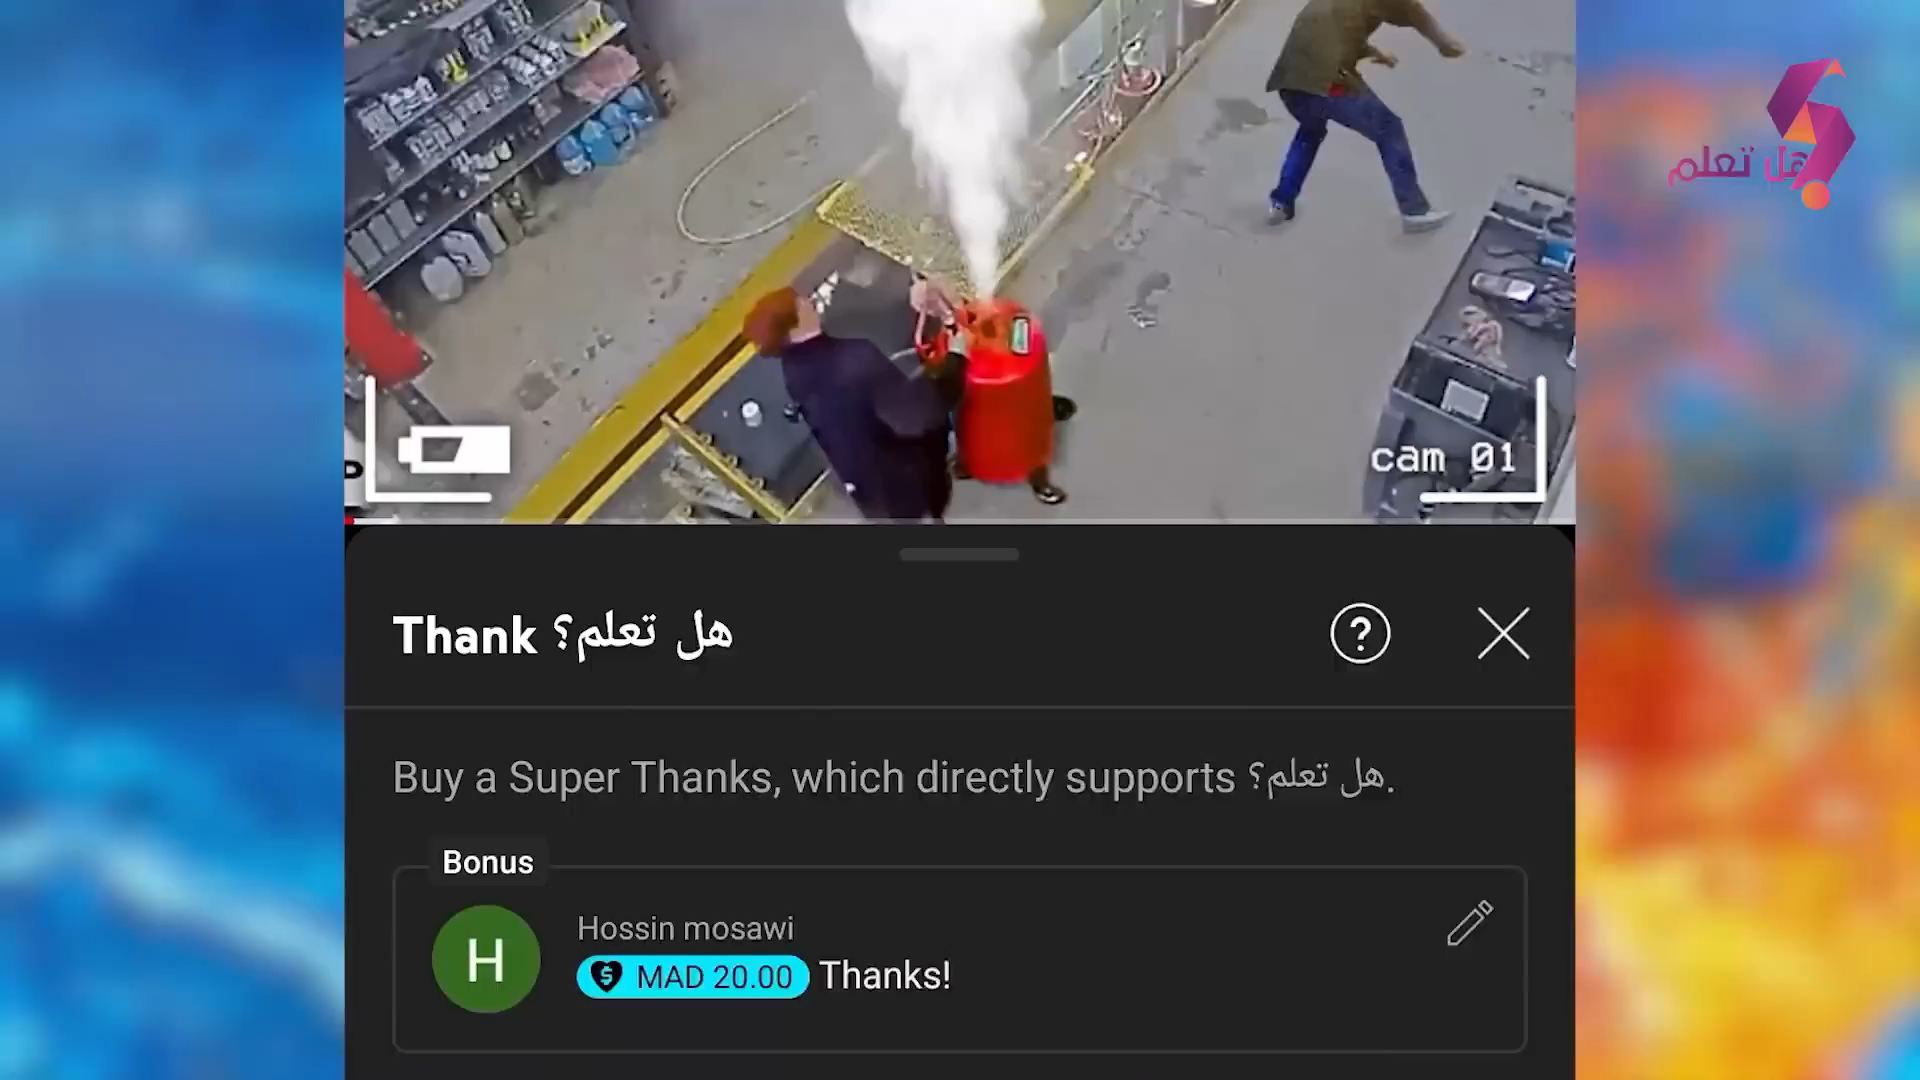 هل تعلم
cam 01
Thank هل تعلم؟
?
Buy a Super Thanks, which directly supports هل تعلم؟.
Bonus
H
Hossin mosawi
MAD 20.00 Thanks!